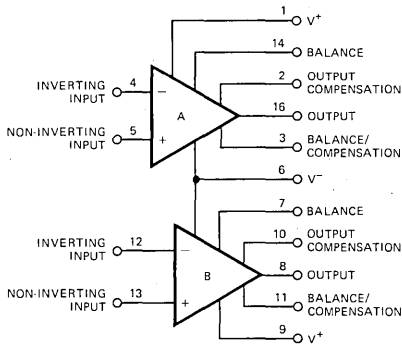 1 V+
14 BALANCE
2 OUTPUT
COMPENSATION
INVERTING 4
INPUT
−
A
16 OUTPUT
NON-INVERTING 5
INPUT
+
3 BALANCE/
COMPENSATION
6 V−
7 BALANCE
10 OUTPUT
COMPENSATION
INVERTING 12
INPUT
−
B
8 OUTPUT
NON-INVERTING 13
INPUT
+
11 BALANCE/
COMPENSATION
9 V+